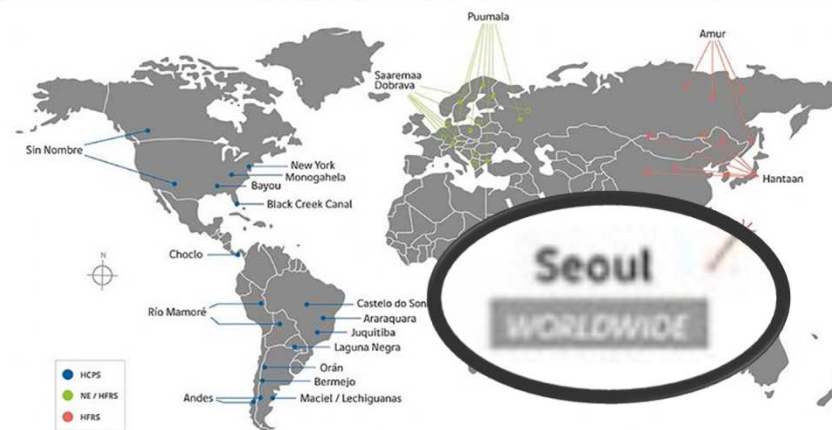 Puumala
Amur
Saaremaa
Dobrava
Sin Nombre
New York
Monogahela
Bayou
Hantaan
Black Creek Canal
Seoul
WORLDWIDE
N
Choclo
Castelo do Son
Río Mamoré
Araraquara
Juquitiba
Laguna Negra
HCPS
Orán
NE / HFRS
Bermejo
HFRS
Andes
Maciel / Lechiguanas